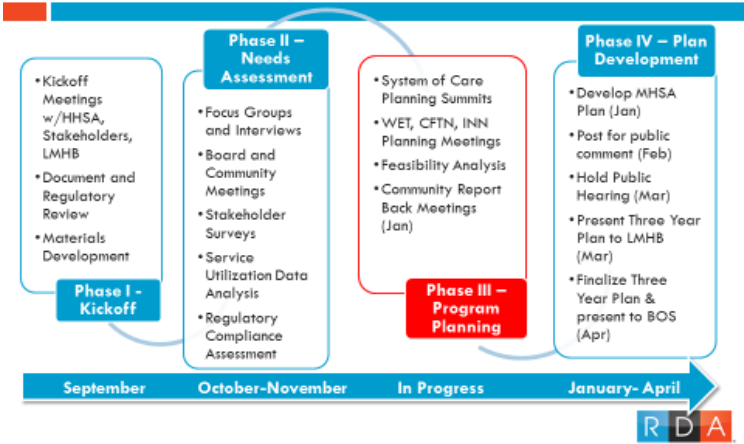 • Kickoff
Meetings
w/HHSA,
Stakeholders,
LMHB
• Document and
Regulatory
Review
• Materials
Development
Phase I -
Kickoff
Phase II –
Needs
Assessment
• Focus Groups
and Interviews
• Board and
Community
Meetings
• Stakeholder
Surveys
• Service
Utilization Data
Analysis
• Regulatory
Compliance
Assessment
• System of Care
Planning Summits
• WET, CFTN, INN
Planning Meetings
• Feasibility Analysis
• Community Report
Back Meetings
(Jan)
Phase III –
Program
Planning
Phase IV – Plan
Development
• Develop MHSA
Plan (Jan)
• Post for public
comment (Feb)
• Hold Public
Hearing (Mar)
• Present Three Year
Plan to LMHB
(Mar)
• Finalize Three
Year Plan &
present to BOS
(Apr)
September
October-November
In Progress
January- April
RDA